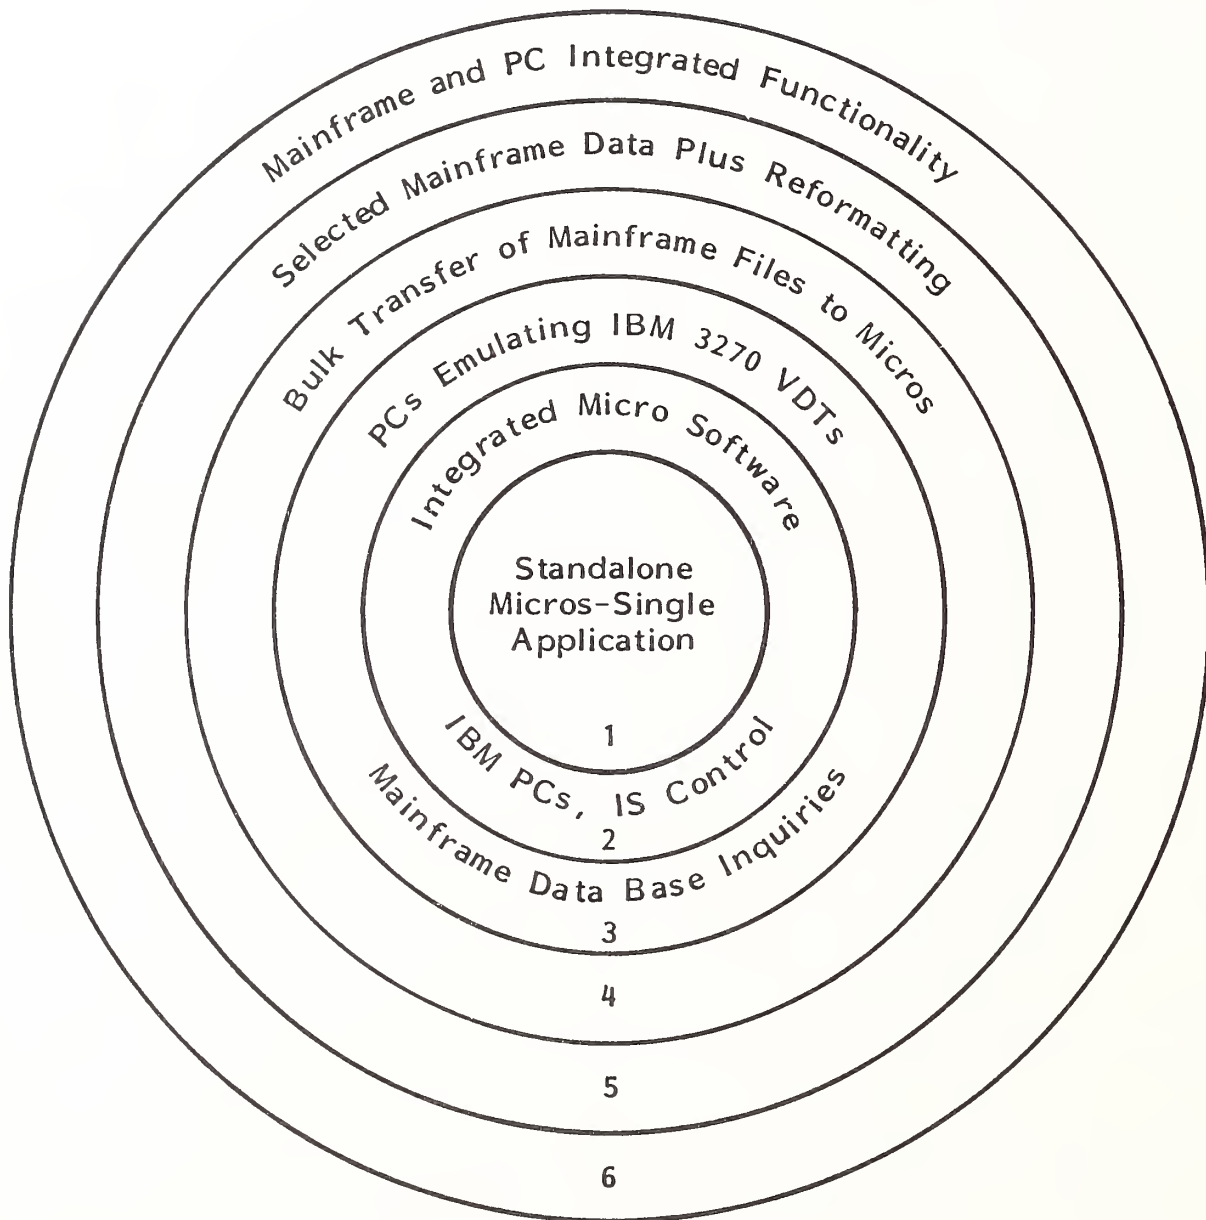 Mainframe and PC Integrated Functionality
Selected Mainframe Data Plus Reformatting
Bulk Transfer of Mainframe Files to Micros
PCs Emulating IBM 3270 VDTs
Integrated Micro Software
Standalone
Micros-Single
Application
1
IBM PCs, IS Control
2
Mainframe Data Base Inquiries
3
4
5
6